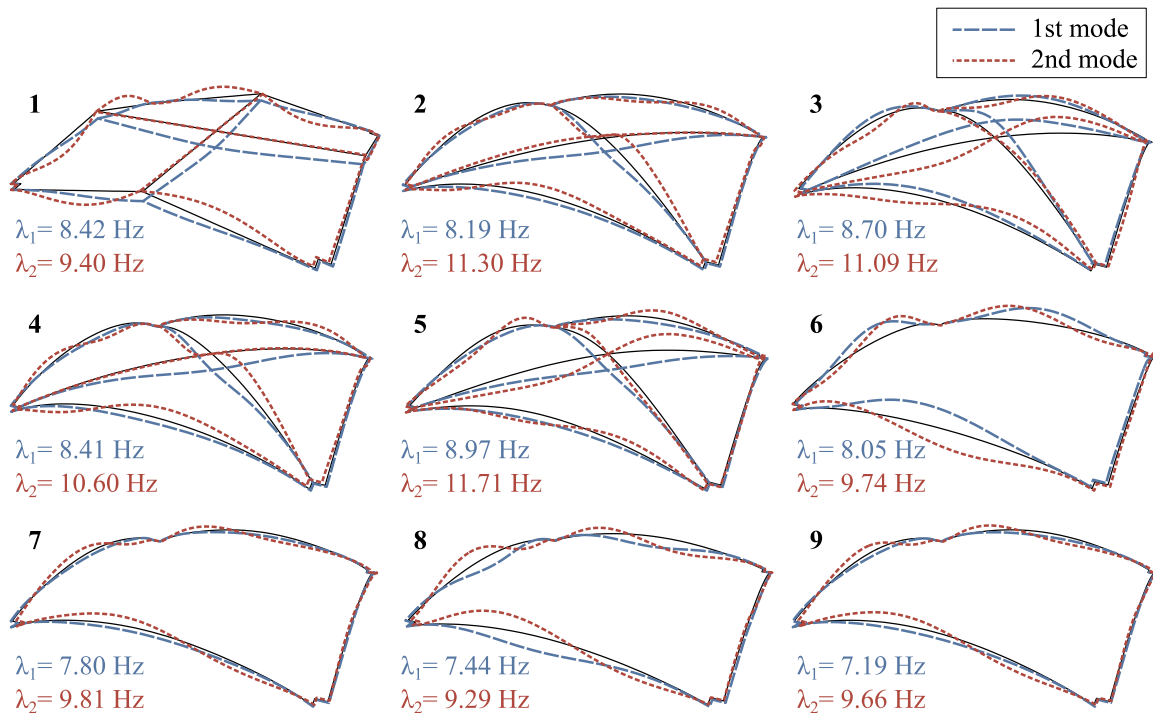 1st mode
2nd mode
1
λ₁= 8.42 Hz
λ₂= 9.40 Hz
2
λ₁= 8.19 Hz
λ₂= 11.30 Hz
3
λ₁= 8.70 Hz
λ₂= 11.09 Hz
4
λ₁= 8.41 Hz
λ₂= 10.60 Hz
5
λ₁= 8.97 Hz
λ₂= 11.71 Hz
6
λ₁= 8.05 Hz
λ₂= 9.74 Hz
7
λ₁= 7.80 Hz
λ₂= 9.81 Hz
8
λ₁= 7.44 Hz
λ₂= 9.29 Hz
9
λ₁= 7.19 Hz
λ₂= 9.66 Hz